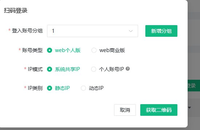 扫码登录
* 登入账号分组 1 新增分组
* 账号类型 web个人版 web商业版
* IP模式 系统共享IP 个人账号IP
* IP类别 静态IP 动态IP
取消 获取二维码